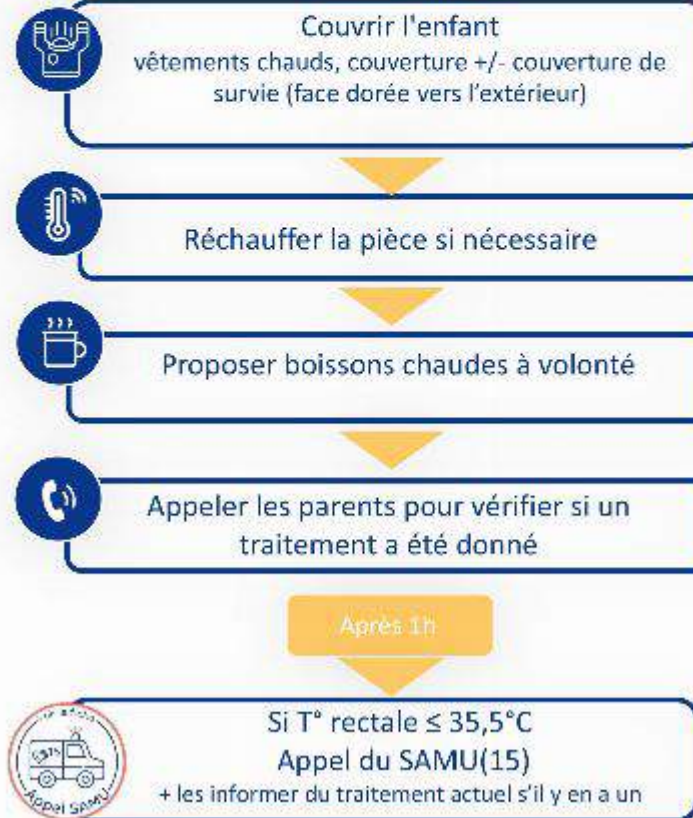 Couvrir l'enfant
vêtements chauds, couverture +/- couverture de
survie (face dorée vers l'extérieur)
Réchauffer la pièce si nécessaire
Proposer boissons chaudes à volonté
Appeler les parents pour vérifier si un
traitement a été donné
Après 1h
Si T° rectale ≤ 35,5°C
Appel du SAMU(15)
+ les informer du traitement actuel s'il y en a un
Appel SAMU